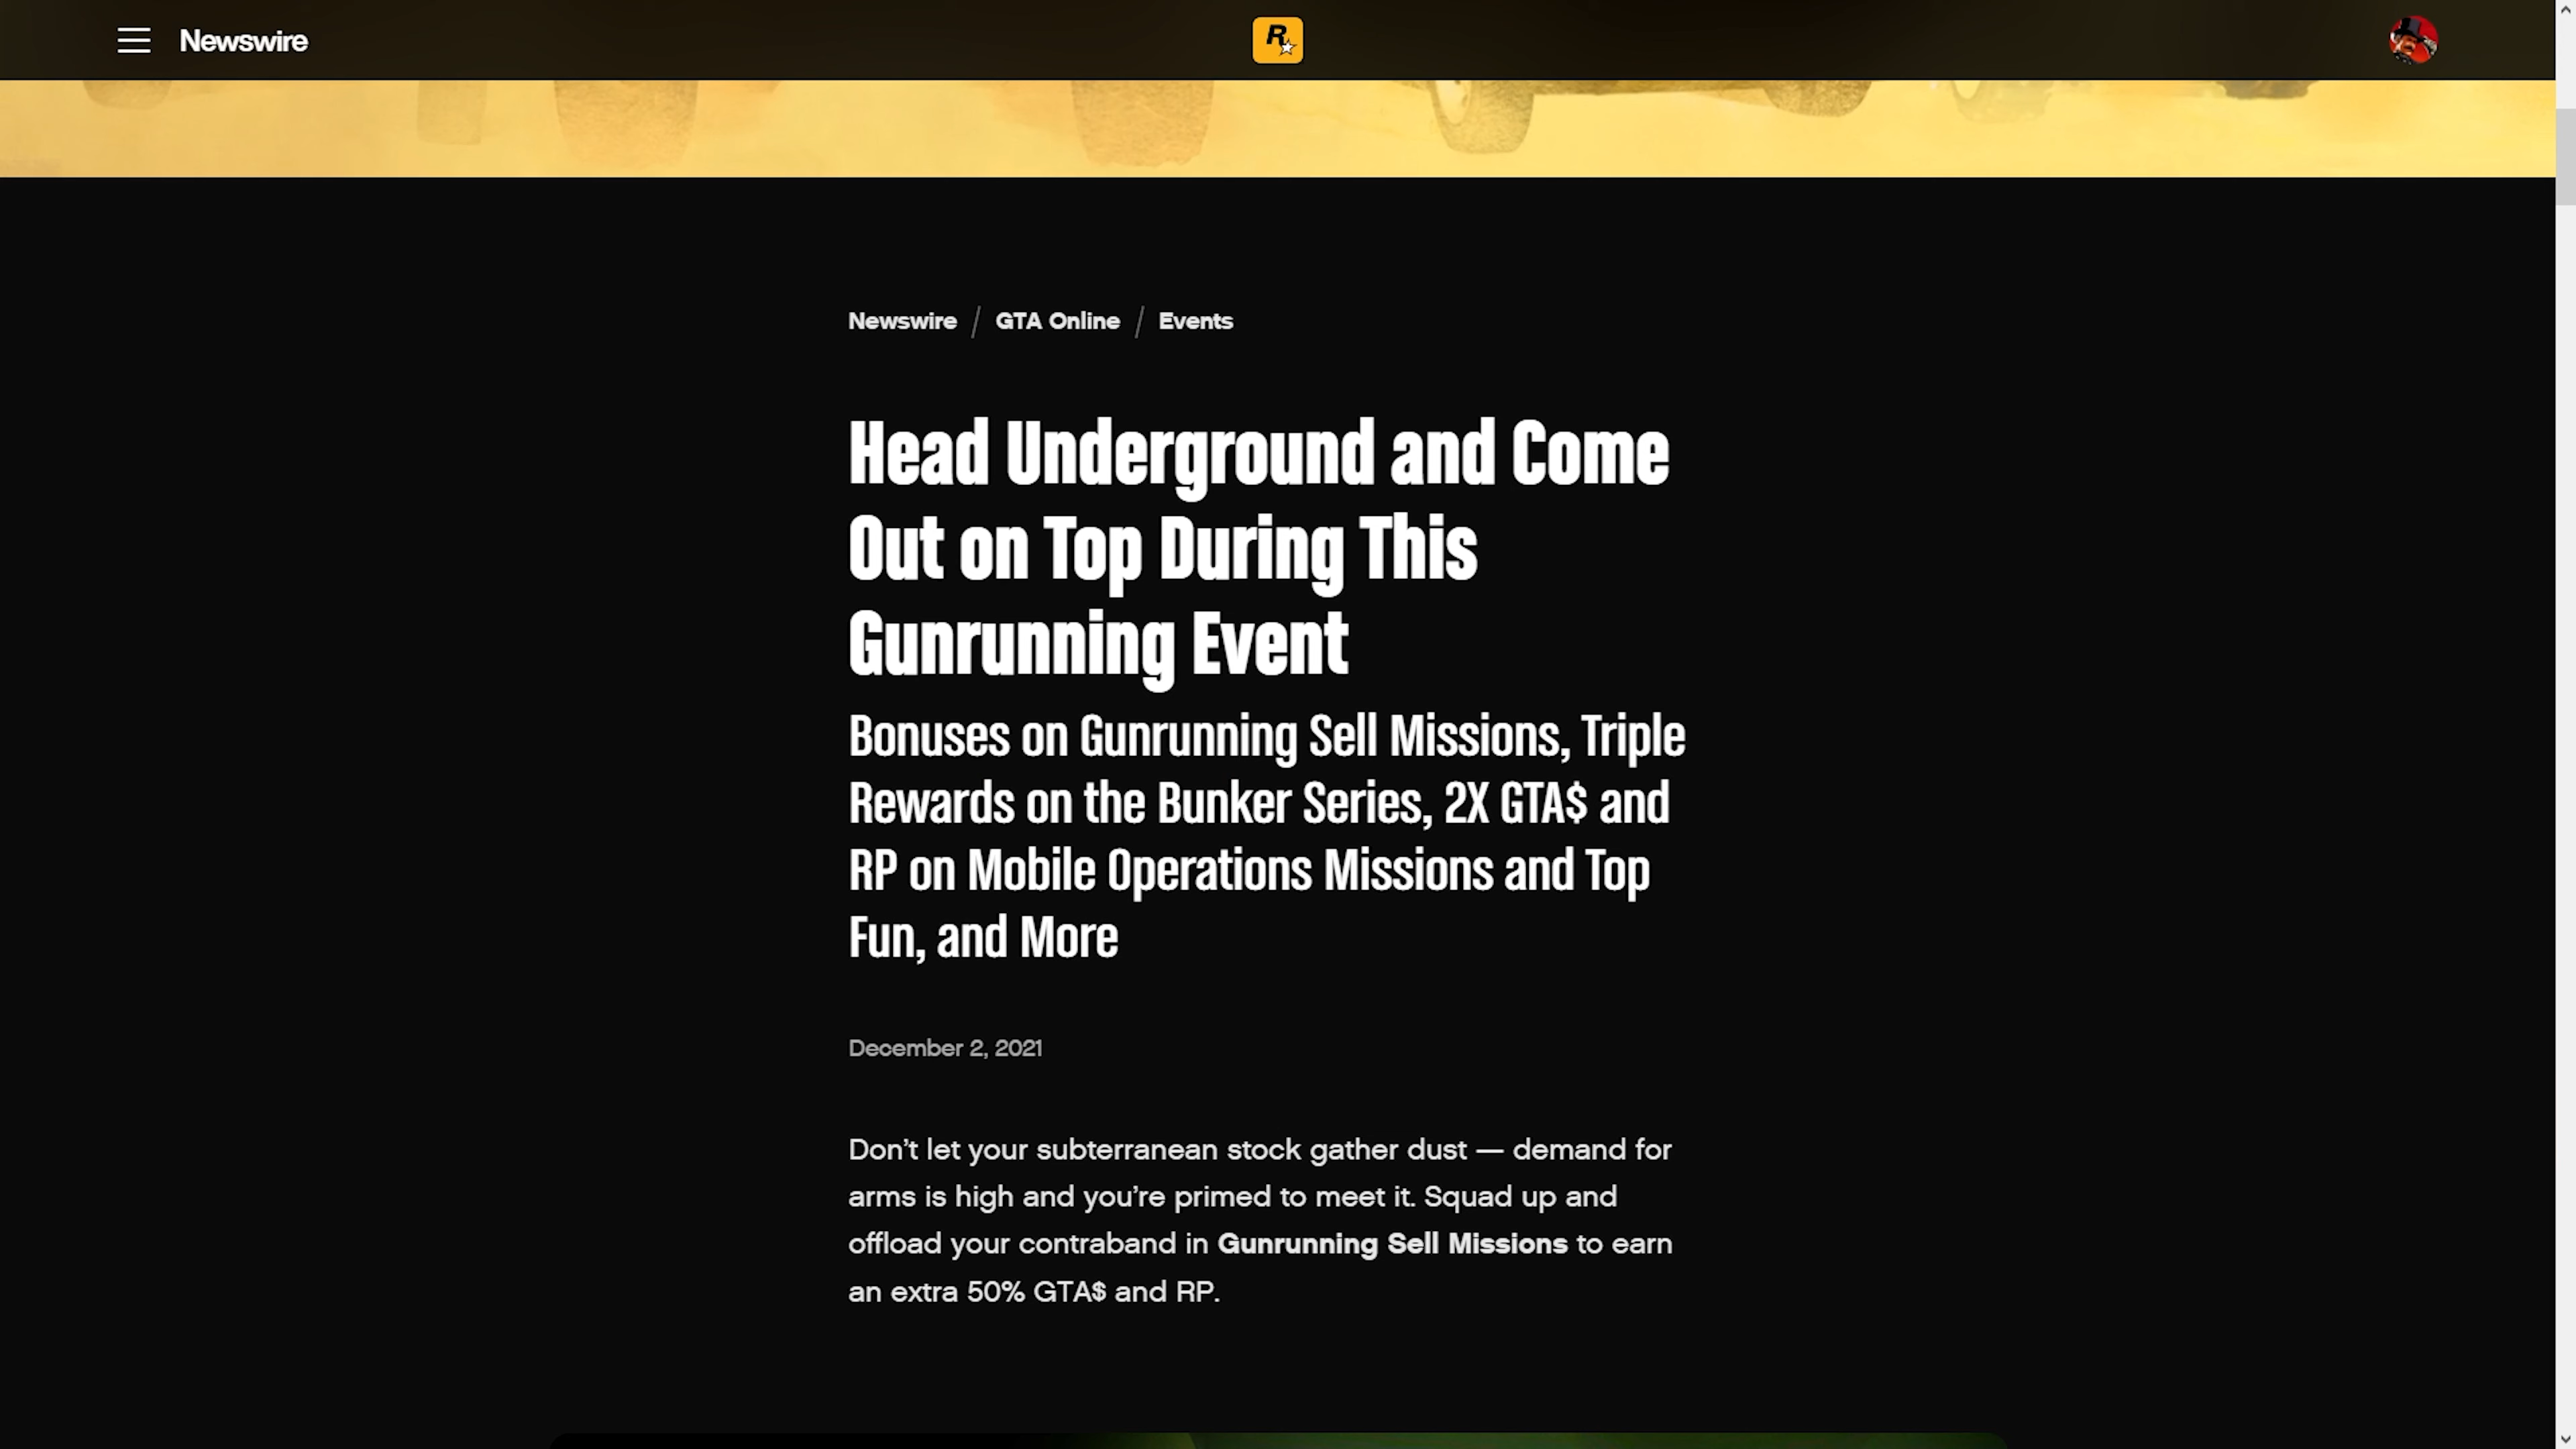 Newswire
R
Newswire / GTA Online / Events
Head Underground and Come
Out on Top During This
Gunrunning Event
Bonuses on Gunrunning Sell Missions, Triple
Rewards on the Bunker Series, 2X GTA$ and
RP on Mobile Operations Missions and Top
Fun, and More
December 2, 2021
Don’t let your subterranean stock gather dust — demand for
arms is high and you’re primed to meet it. Squad up and
offload your contraband in Gunrunning Sell Missions to earn
an extra 50% GTA$ and RP.